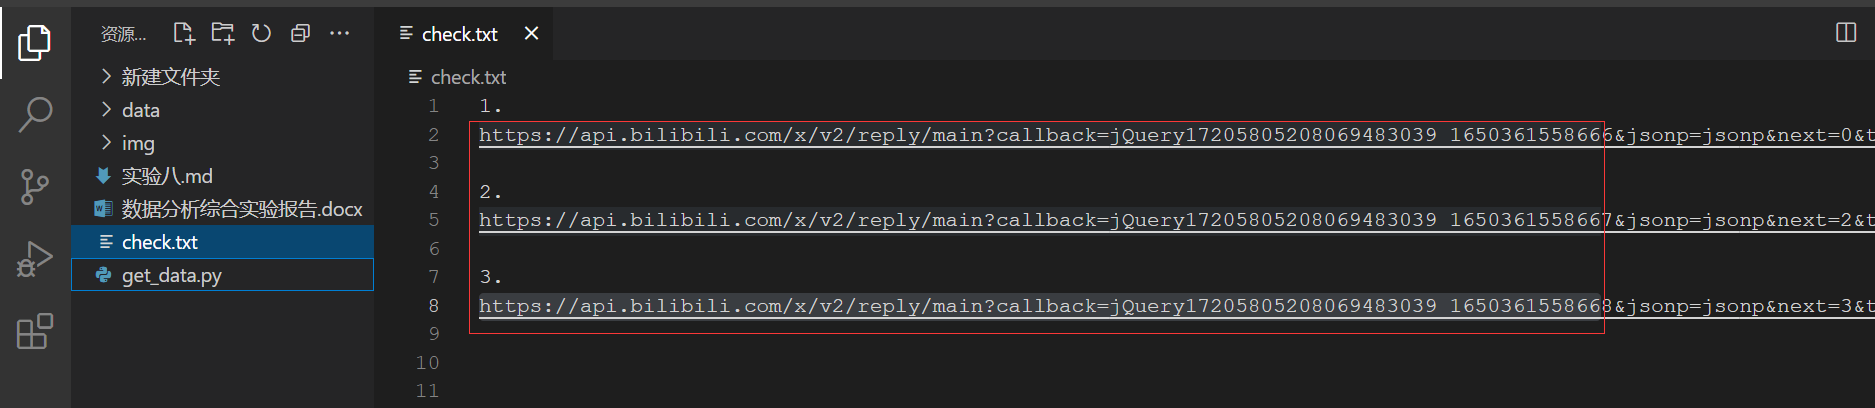 资源...
check.txt
新建文件夹
data
img
实验八.md
数据分析综合实验报告.docx
check.txt
get_data.py
check.txt
1 1.
2 https://api.bilibili.com/x/v2/reply/main?callback=jQuery17205805208069483039_1650361558666&jsonp=jsonp&next=0&t
3
4 2.
5 https://api.bilibili.com/x/v2/reply/main?callback=jQuery17205805208069483039_1650361558667&jsonp=jsonp&next=2&t
6
7 3.
8 https://api.bilibili.com/x/v2/reply/main?callback=jQuery17205805208069483039_1650361558668&jsonp=jsonp&next=3&t
9
10
11